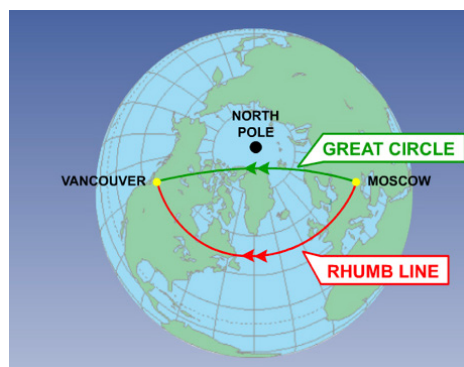 NORTH
POLE
GREAT CIRCLE
VANCOUVER
MOSCOW
RHUMB LINE